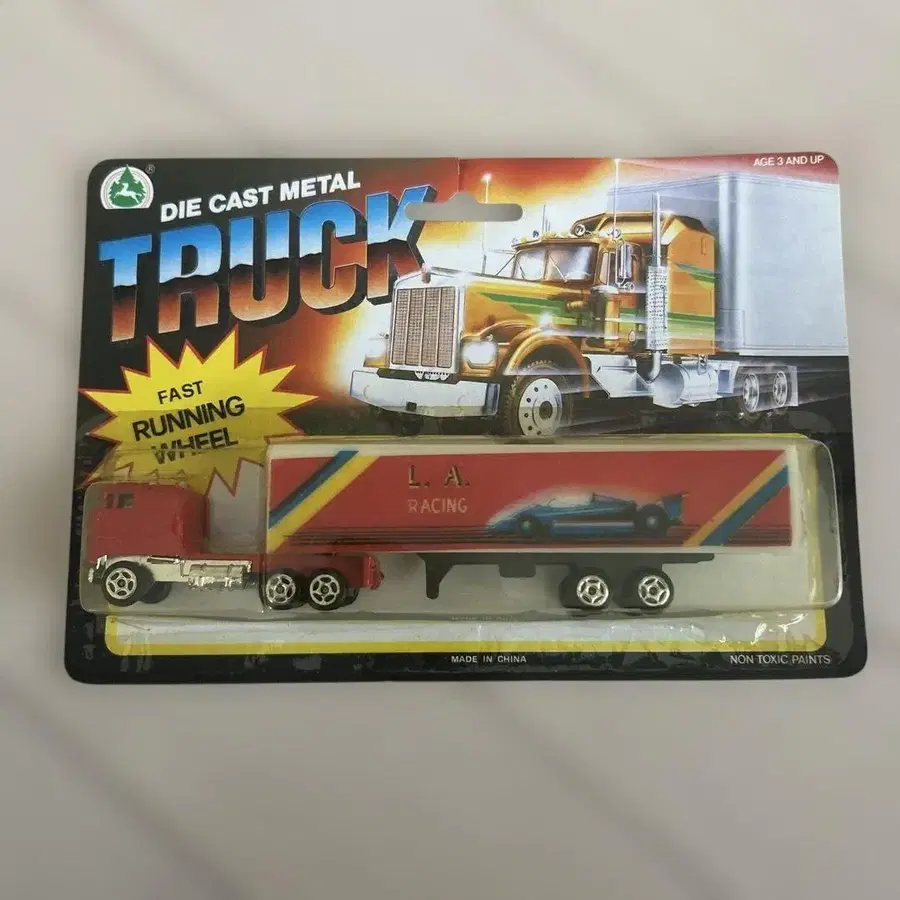 AGE 3 AND UP
®
DIE CAST METAL
TRUCK
FAST
RUNNING
WHEEL
L. A.
RACING
MADE IN CHINA
NON TOXIC PAINTS